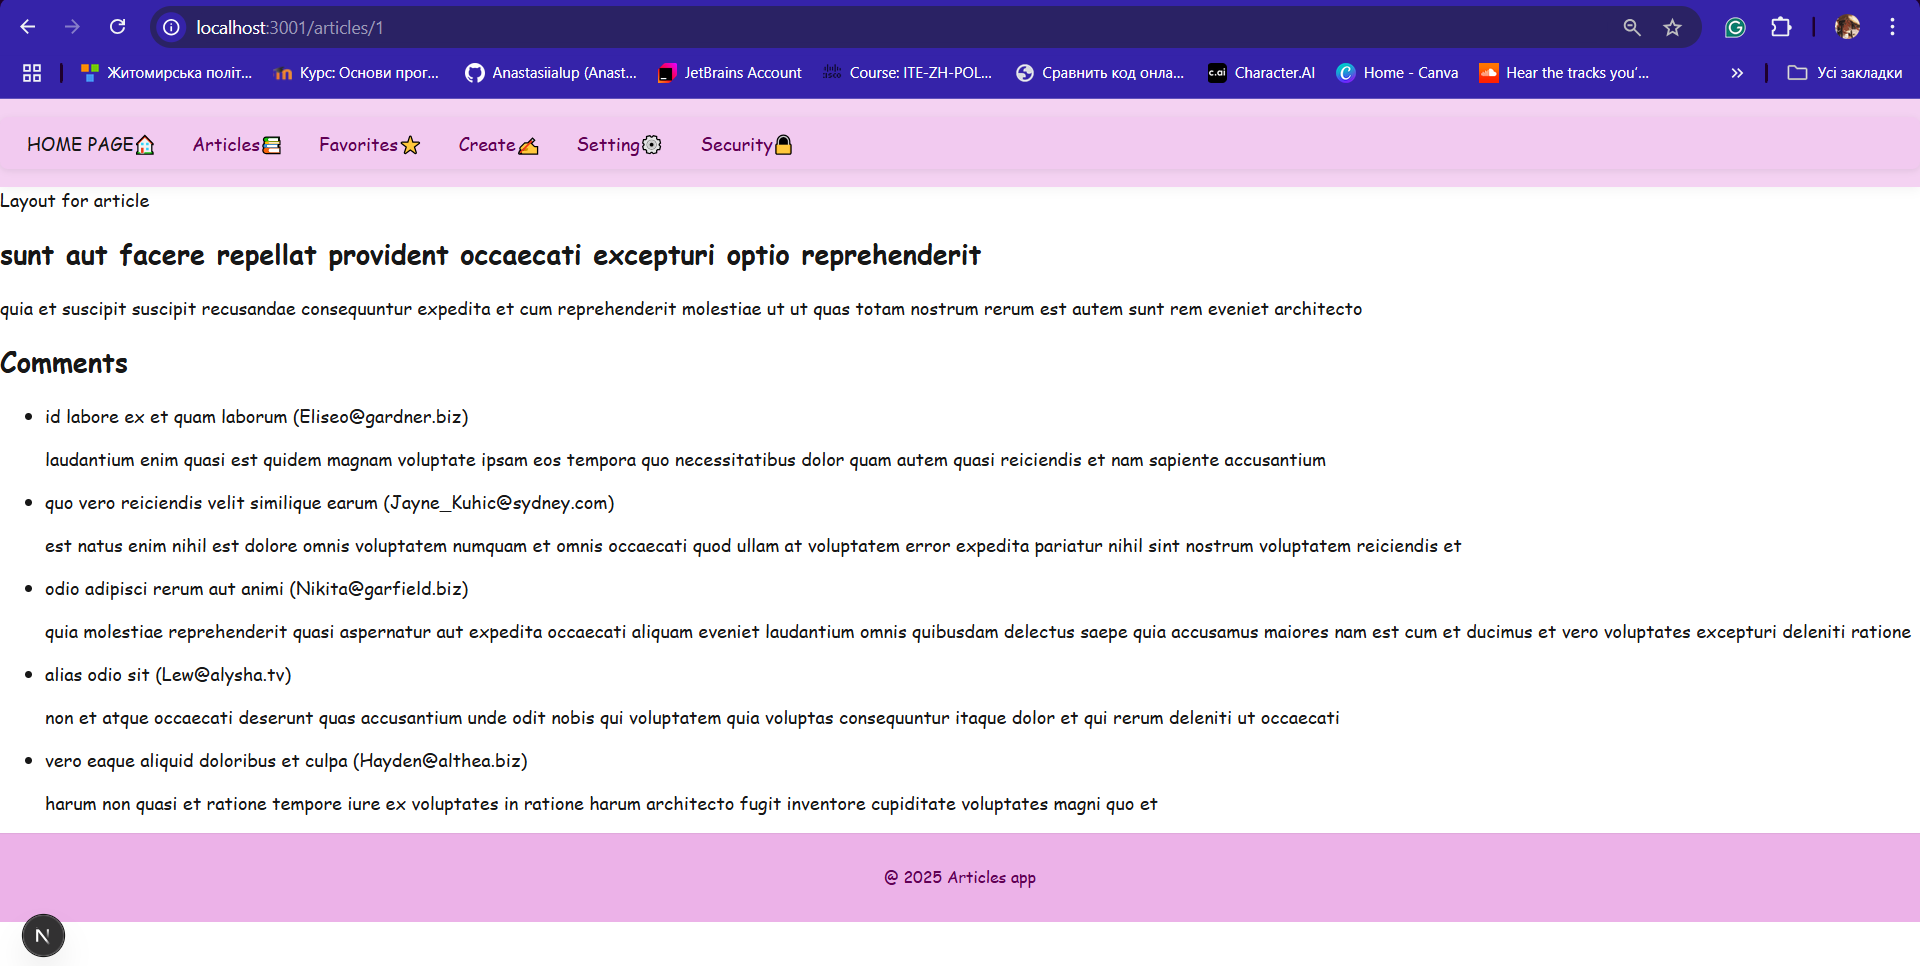 localhost:3001/articles/1
Житомирська політ... Курс: Основи прог... Anastasiialup (Anast... JetBrains Account Course: ITE-ZH-POL... Сравнить код онла... c.ai Character.AI Home - Canva Hear the tracks you'... » Усі закладки
HOME PAGE Articles Favorites Create Setting Security
Layout for article
sunt aut facere repellat provident occaecati excepturi optio reprehenderit
quia et suscipit suscipit recusandae consequuntur expedita et cum reprehenderit molestiae ut ut quas totam nostrum rerum est autem sunt rem eveniet architecto
Comments
• id labore ex et quam laborum (Eliseo@gardner.biz)
laudantium enim quasi est quidem magnam voluptate ipsam eos tempora quo necessitatibus dolor quam autem quasi reiciendis et nam sapiente accusantium
• quo vero reiciendis velit similique earum (Jayne_Kuhic@sydney.com)
est natus enim nihil est dolore omnis voluptatem numquam et omnis occaecati quod ullam at voluptatem error expedita pariatur nihil sint nostrum voluptatem reiciendis et
• odio adipisci rerum aut animi (Nikita@garfield.biz)
quia molestiae reprehenderit quasi aspernatur aut expedita occaecati aliquam eveniet laudantium omnis quibusdam delectus saepe quia accusamus maiores nam est cum et ducimus et vero voluptates excepturi deleniti ratione
• alias odio sit (Lew@alysha.tv)
non et atque occaecati deserunt quas accusantium unde odit nobis qui voluptatem quia voluptas consequuntur itaque dolor et qui rerum deleniti ut occaecati
• vero eaque aliquid doloribus et culpa (Hayden@althea.biz)
harum non quasi et ratione tempore iure ex voluptates in ratione harum architecto fugit inventore cupiditate voluptates magni quo et
@ 2025 Articles app
N